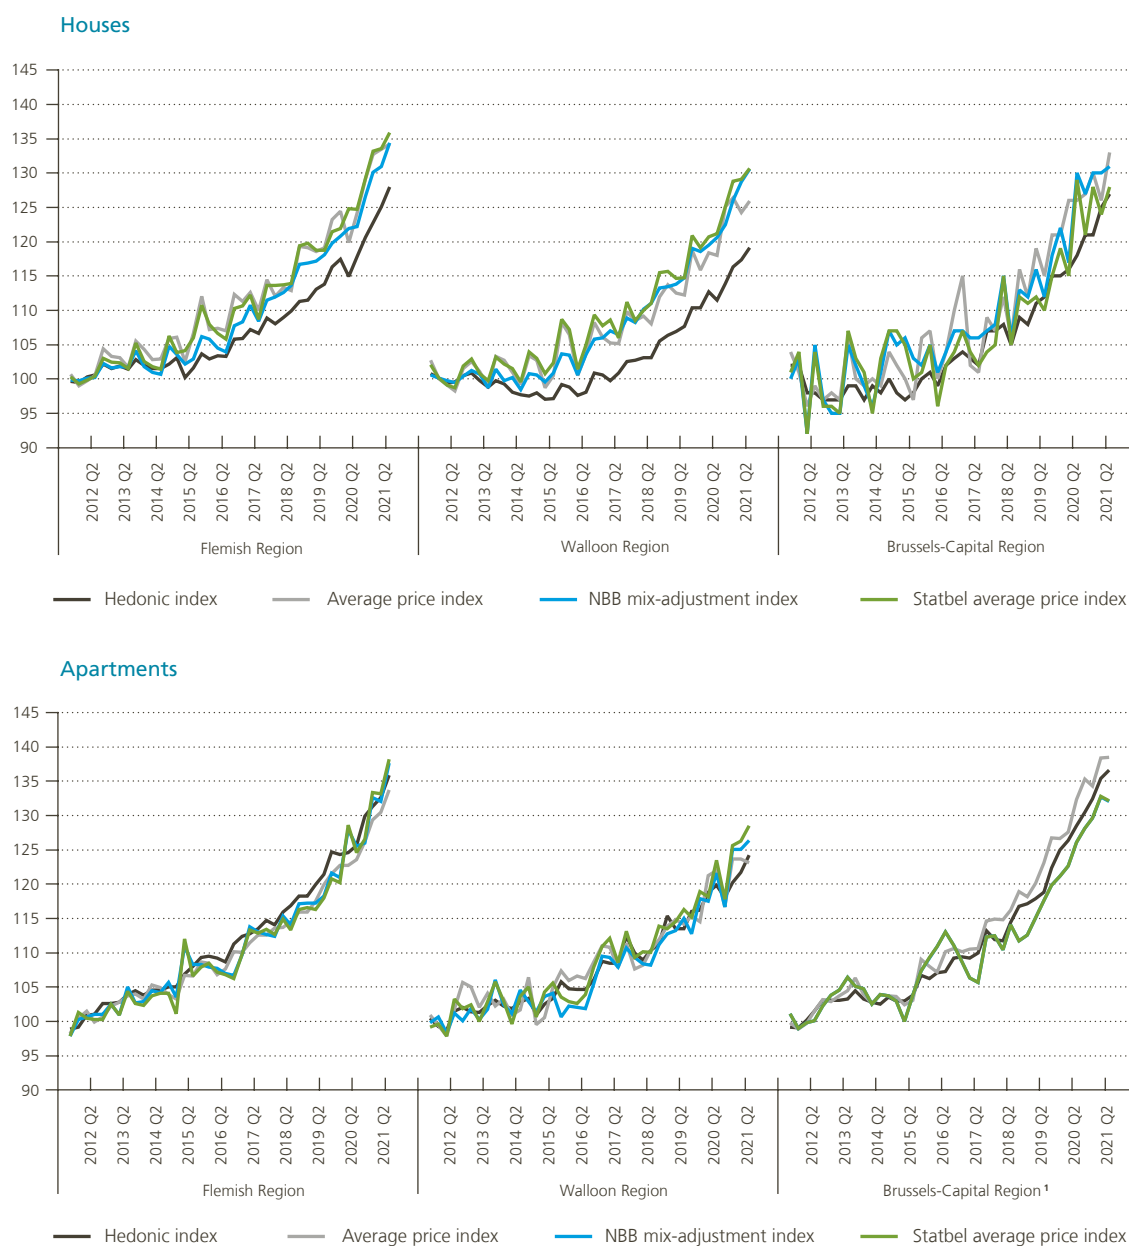 Houses
145
140
135
130
125
120
115
110
105
100
95
90
2012 Q2
2013 Q2
2014 Q2
2015 Q2
2016 Q2
2017 Q2
2018 Q2
2019 Q2
2020 Q2
2021 Q2
2012 Q2
2013 Q2
2014 Q2
2015 Q2
2016 Q2
2017 Q2
2018 Q2
2019 Q2
2020 Q2
2021 Q2
2012 Q2
2013 Q2
2014 Q2
2015 Q2
2016 Q2
2017 Q2
2018 Q2
2019 Q2
2020 Q2
2021 Q2
Flemish Region Walloon Region Brussels-Capital Region
Hedonic index Average price index NBB mix-adjustment index Statbel average price index
Apartments
145
140
135
130
125
120
115
110
105
100
95
90
2012 Q2
2013 Q2
2014 Q2
2015 Q2
2016 Q2
2017 Q2
2018 Q2
2019 Q2
2020 Q2
2021 Q2
2012 Q2
2013 Q2
2014 Q2
2015 Q2
2016 Q2
2017 Q2
2018 Q2
2019 Q2
2020 Q2
2021 Q2
2012 Q2
2013 Q2
2014 Q2
2015 Q2
2016 Q2
2017 Q2
2018 Q2
2019 Q2
2020 Q2
2021 Q2
Flemish Region Walloon Region Brussels-Capital Region ¹
Hedonic index Average price index NBB mix-adjustment index Statbel average price index